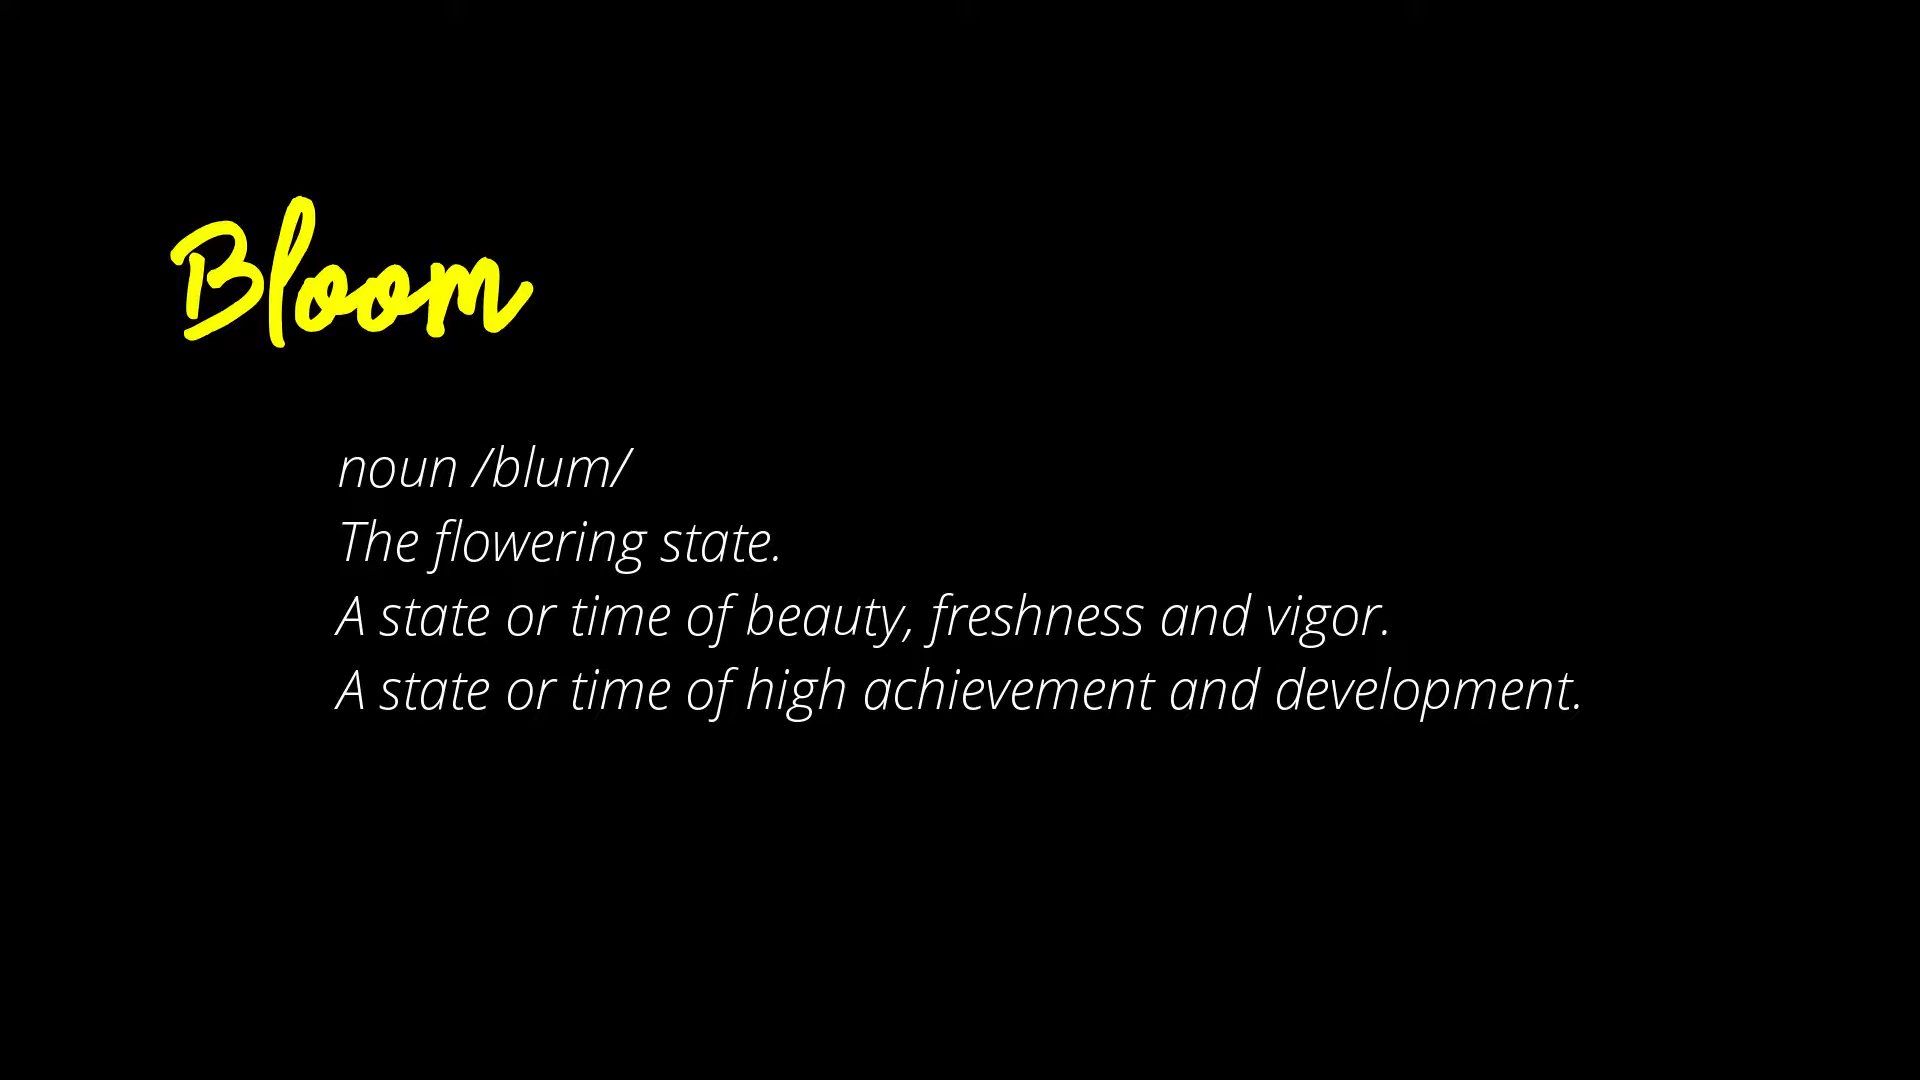 Bloom
noun /blum/
The flowering state.
A state or time of beauty, freshness and vigor.
A state or time of high achievement and development.